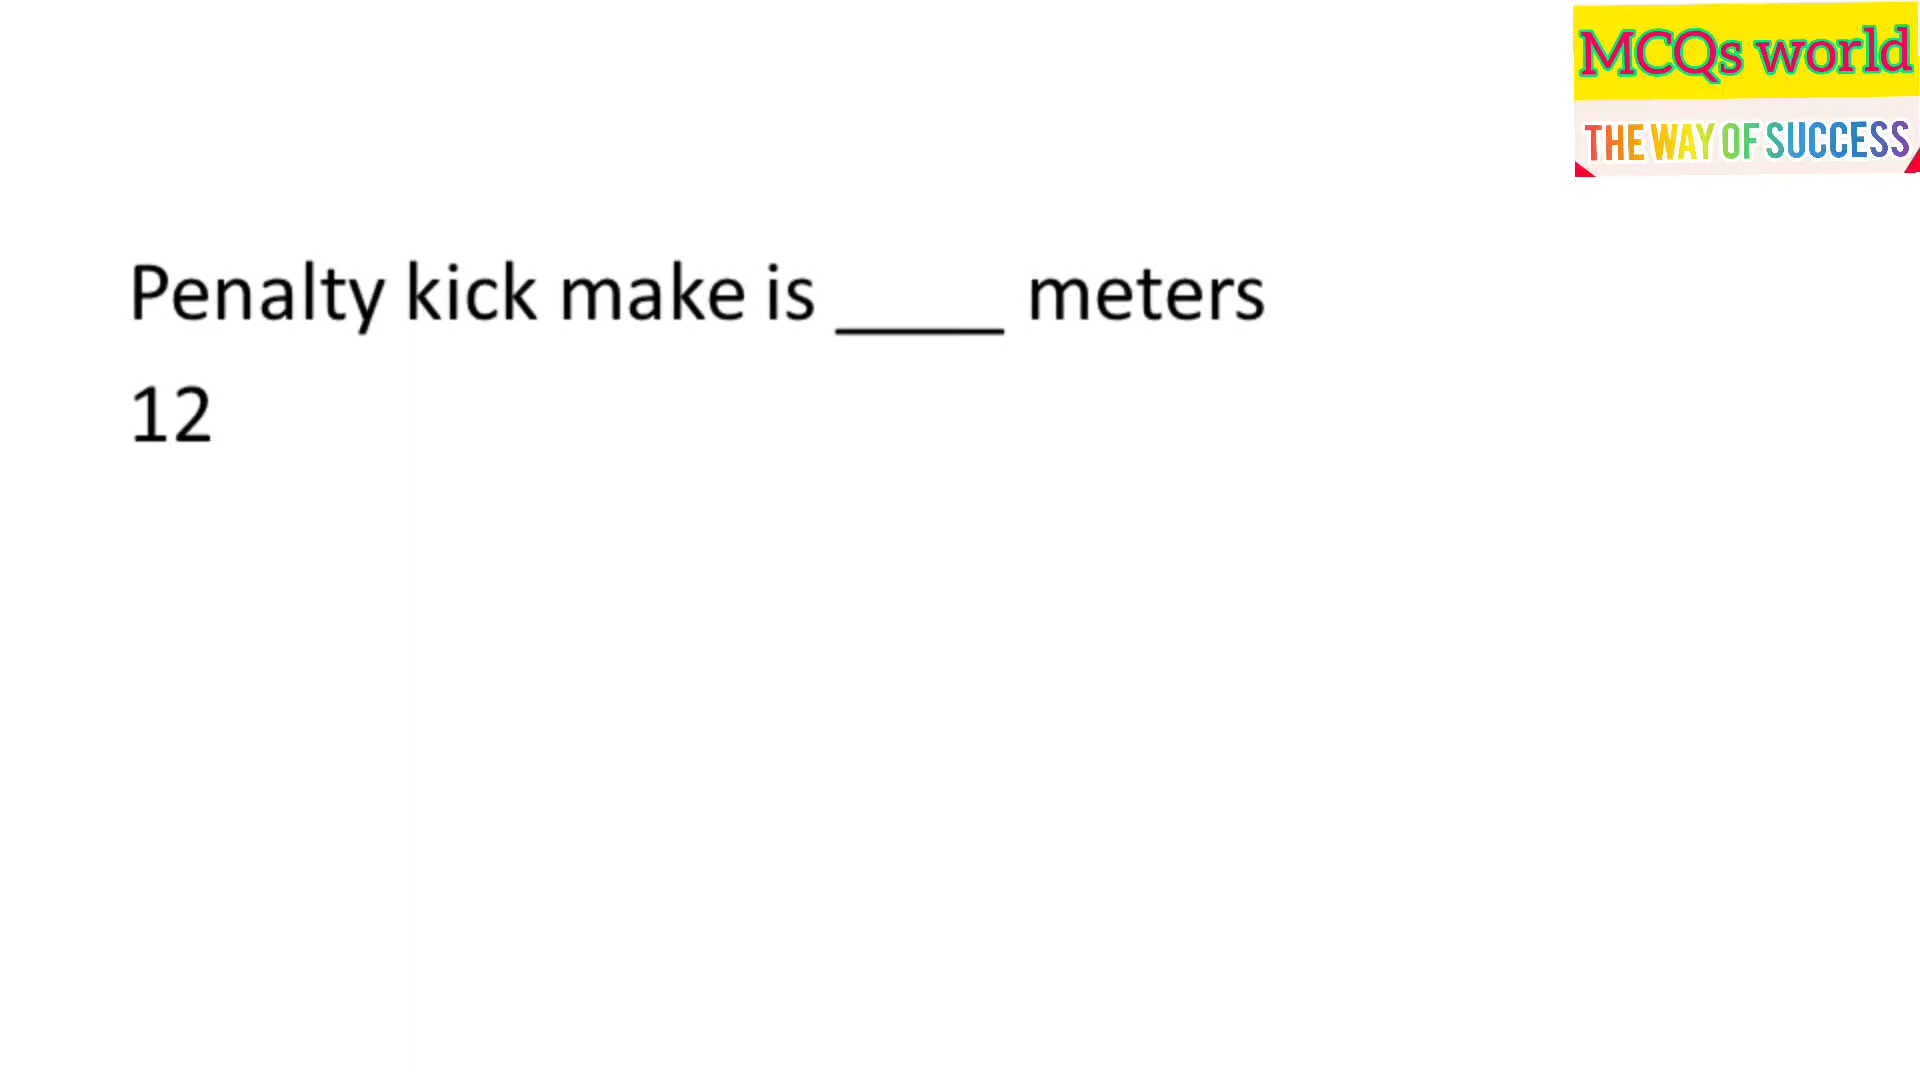 MCQs world
THE WAY OF SUCCESS
Penalty kick make is _____ meters
12